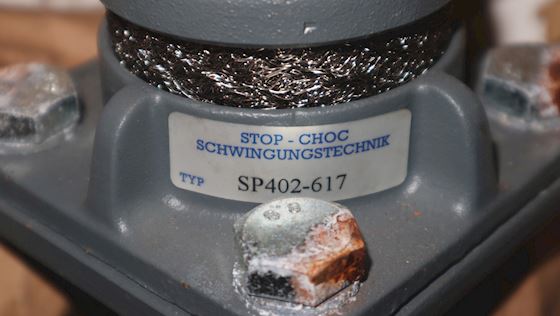 STOP - CHOC
SCHWINGUNGSTECHNIK
TYP SP402-617